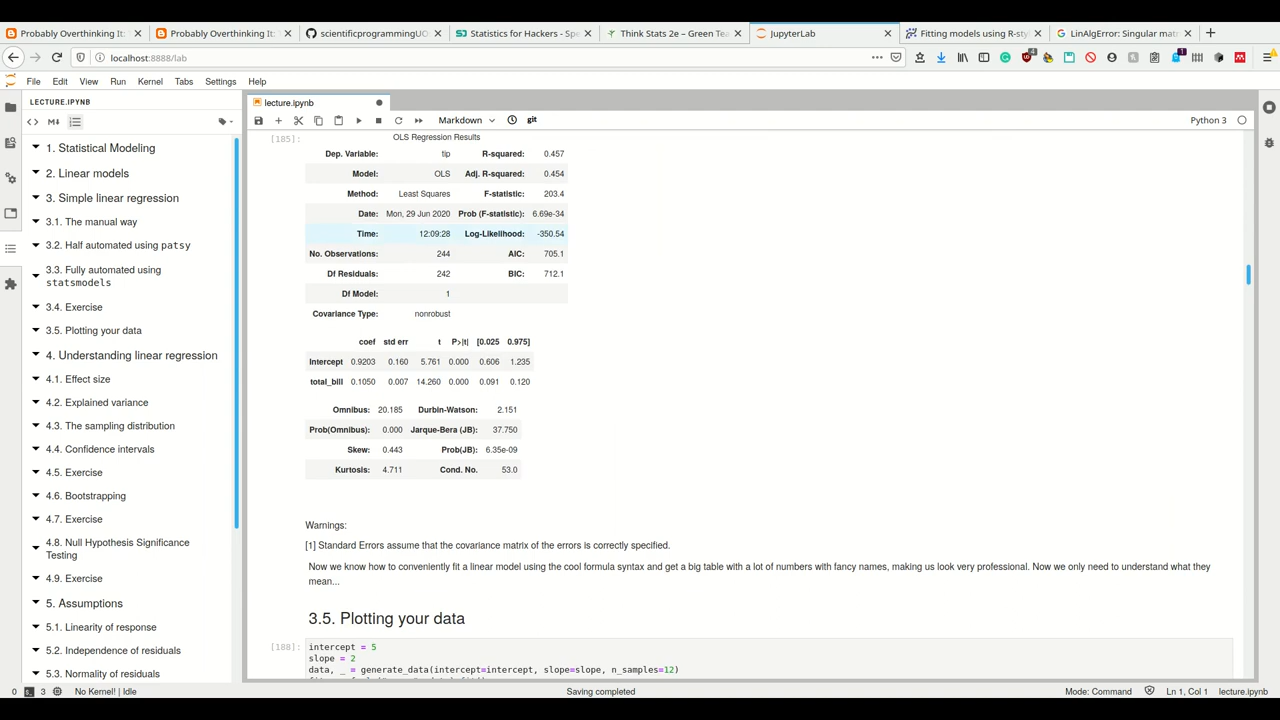 Probably Overthinking It:
Probably Overthinking It:
scientificprogrammingUO
Statistics for Hackers - Spe
Think Stats 2e – Green Tea
JupyterLab
Fitting models using R-sty
LinAlgError: Singular matr
localhost:8888/lab
File Edit View Run Kernel Tabs Settings Help
LECTURE.IPYNB
lecture.ipynb
Markdown
git
Python 3
1. Statistical Modeling
2. Linear models
3. Simple linear regression
3.1. The manual way
3.2. Half automated using patsy
3.3. Fully automated using
statsmodels
3.4. Exercise
3.5. Plotting your data
4. Understanding linear regression
4.1. Effect size
4.2. Explained variance
4.3. The sampling distribution
4.4. Confidence intervals
4.5. Exercise
4.6. Bootstrapping
4.7. Exercise
4.8. Null Hypothesis Significance
Testing
4.9. Exercise
5. Assumptions
5.1. Linearity of response
5.2. Independence of residuals
5.3. Normality of residuals
[185]:
OLS Regression Results
Dep. Variable: tip R-squared: 0.457
Model: OLS Adj. R-squared: 0.454
Method: Least Squares F-statistic: 203.4
Date: Mon, 29 Jun 2020 Prob (F-statistic): 6.69e-34
Time: 12:09:28 Log-Likelihood: -350.54
No. Observations: 244 AIC: 705.1
Df Residuals: 242 BIC: 712.1
Df Model: 1
Covariance Type: nonrobust
coef std err t P>|t| [0.025 0.975]
Intercept 0.9203 0.160 5.761 0.000 0.606 1.235
total_bill 0.1050 0.007 14.260 0.000 0.091 0.120
Omnibus: 20.185 Durbin-Watson: 2.151
Prob(Omnibus): 0.000 Jarque-Bera (JB): 37.750
Skew: 0.443 Prob(JB): 6.35e-09
Kurtosis: 4.711 Cond. No. 53.0
Warnings:
[1] Standard Errors assume that the covariance matrix of the errors is correctly specified.
Now we know how to conveniently fit a linear model using the cool formula syntax and get a big table with a lot of numbers with fancy names, making us look very professional. Now we only need to understand what they
mean...
3.5. Plotting your data
[188]:
intercept = 5
slope = 2
data, _ = generate_data(intercept=intercept, slope=slope, n_samples=12)
0 3 No Kernel! | Idle
Saving completed
Mode: Command
Ln 1, Col 1
lecture.ipynb